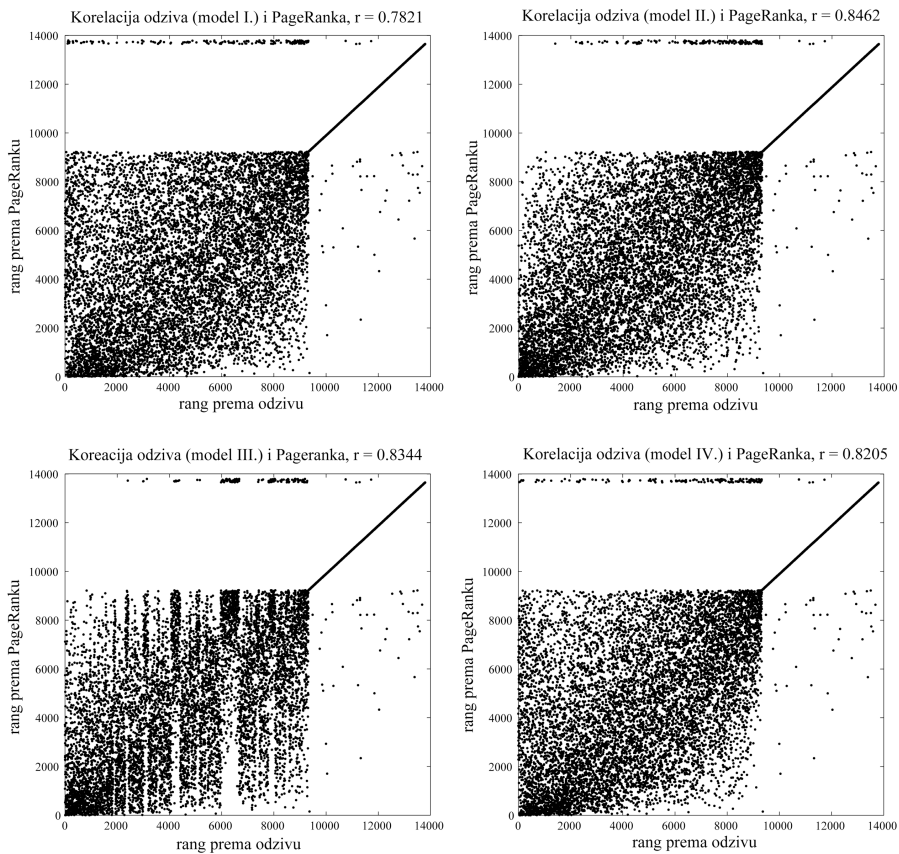 Korelacija odziva (model I.) i PageRanka, r = 0.7821
14000
12000
10000
8000
6000
4000
2000
0
rang prema PageRanku
0 2000 4000 6000 8000 10000 12000 14000
rang prema odzivu
Korelacija odziva (model II.) i PageRanka, r = 0.8462
14000
12000
10000
8000
6000
4000
2000
0
rang prema PageRanku
0 2000 4000 6000 8000 10000 12000 14000
rang prema odzivu
Koreacija odziva (model III.) i Pageranka, r = 0.8344
14000
12000
10000
8000
6000
4000
2000
0
rang prema PageRanku
0 2000 4000 6000 8000 10000 12000 14000
rang prema odzivu
Korelacija odziva (model IV.) i PageRanka, r = 0.8205
14000
12000
10000
8000
6000
4000
2000
0
rang prema PageRanku
0 2000 4000 6000 8000 10000 12000 14000
rang prema odzivu